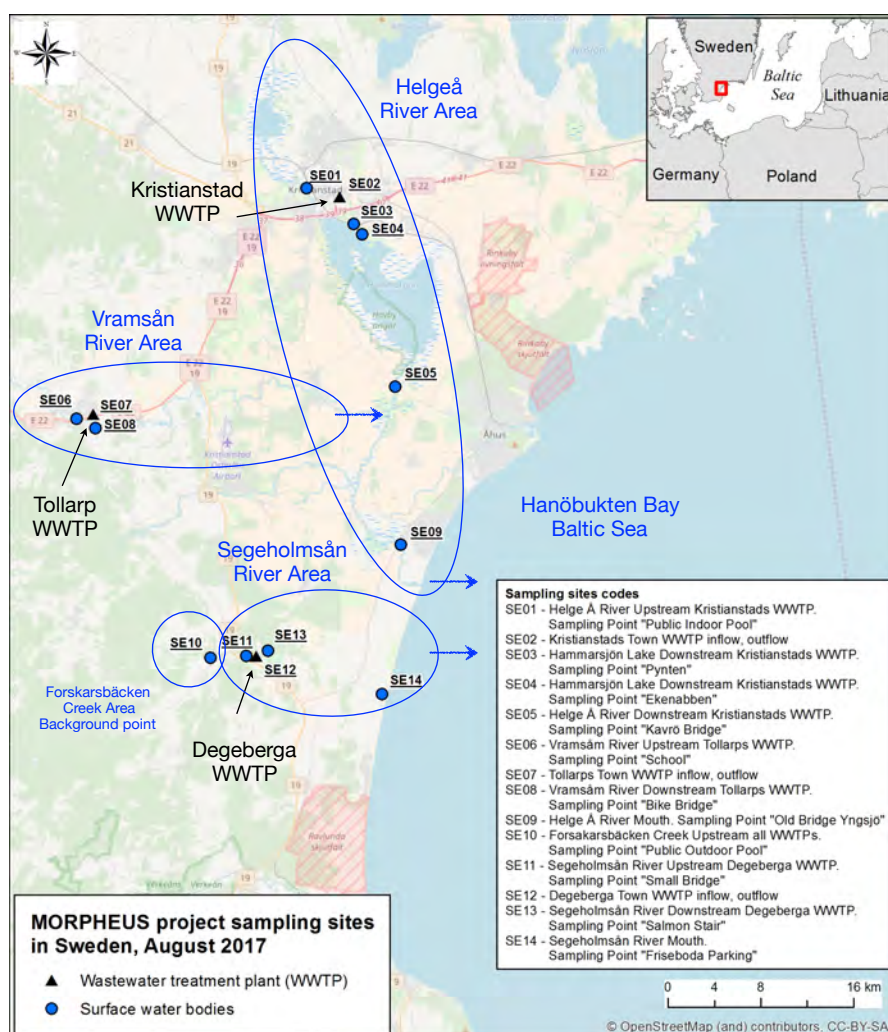 N
W
E
S
Helgeå
River Area
Sweden
Baltic
Sea
Lithuania
Germany
Poland
Kristianstad
WWTP
SE01
SE02
SE03
SE04
21
19
E 22
Vramsån
River Area
SE05
SE06
SE07
SE08
E 22
19
E 22
Åhus
Tollarp
WWTP
Hanöbukten Bay
Baltic Sea
SE09
Segeholmsån
River Area
SE10
SE11
SE12
SE13
SE14
19
Forskarsbäcken
Creek Area
Background point
Degeberga
WWTP
Sampling sites codes
SE01 - Helge Å River Upstream Kristianstads WWTP.
Sampling Point "Public Indoor Pool"
SE02 - Kristianstads Town WWTP inflow, outflow
SE03 - Hammarsjön Lake Downstream Kristianstads WWTP.
Sampling Point "Pynten"
SE04 - Hammarsjön Lake Downstream Kristianstads WWTP.
Sampling Point "Ekenabben"
SE05 - Helge Å River Downstream Kristianstads WWTP.
Sampling Point "Kavrö Bridge"
SE06 - Vramsåm River Upstream Tollarps WWTP.
Sampling Point "School"
SE07 - Tollarps Town WWTP inflow, outflow
SE08 - Vramsåm River Downstream Tollarps WWTP.
Sampling Point "Bike Bridge"
SE09 - Helge Å River Mouth. Sampling Point "Old Bridge Yngsjö"
SE10 - Forsakarsbäcken Creek Upstream all WWTPs.
Sampling Point "Public Outdoor Pool"
SE11 - Segeholmsån River Upstream Degeberga WWTP.
Sampling Point "Small Bridge"
SE12 - Degeberga Town WWTP inflow, outflow
SE13 - Segeholmsån River Downstream Degeberga WWTP.
Sampling Point "Salmon Stair"
SE14 - Segeholmsån River Mouth.
Sampling Point "Friseboda Parking"
MORPHEUS project sampling sites
in Sweden, August 2017
Wastewater treatment plant (WWTP)
Surface water bodies
0 4 8 16 km
© OpenStreetMap (and) contributors, CC-BY-SA